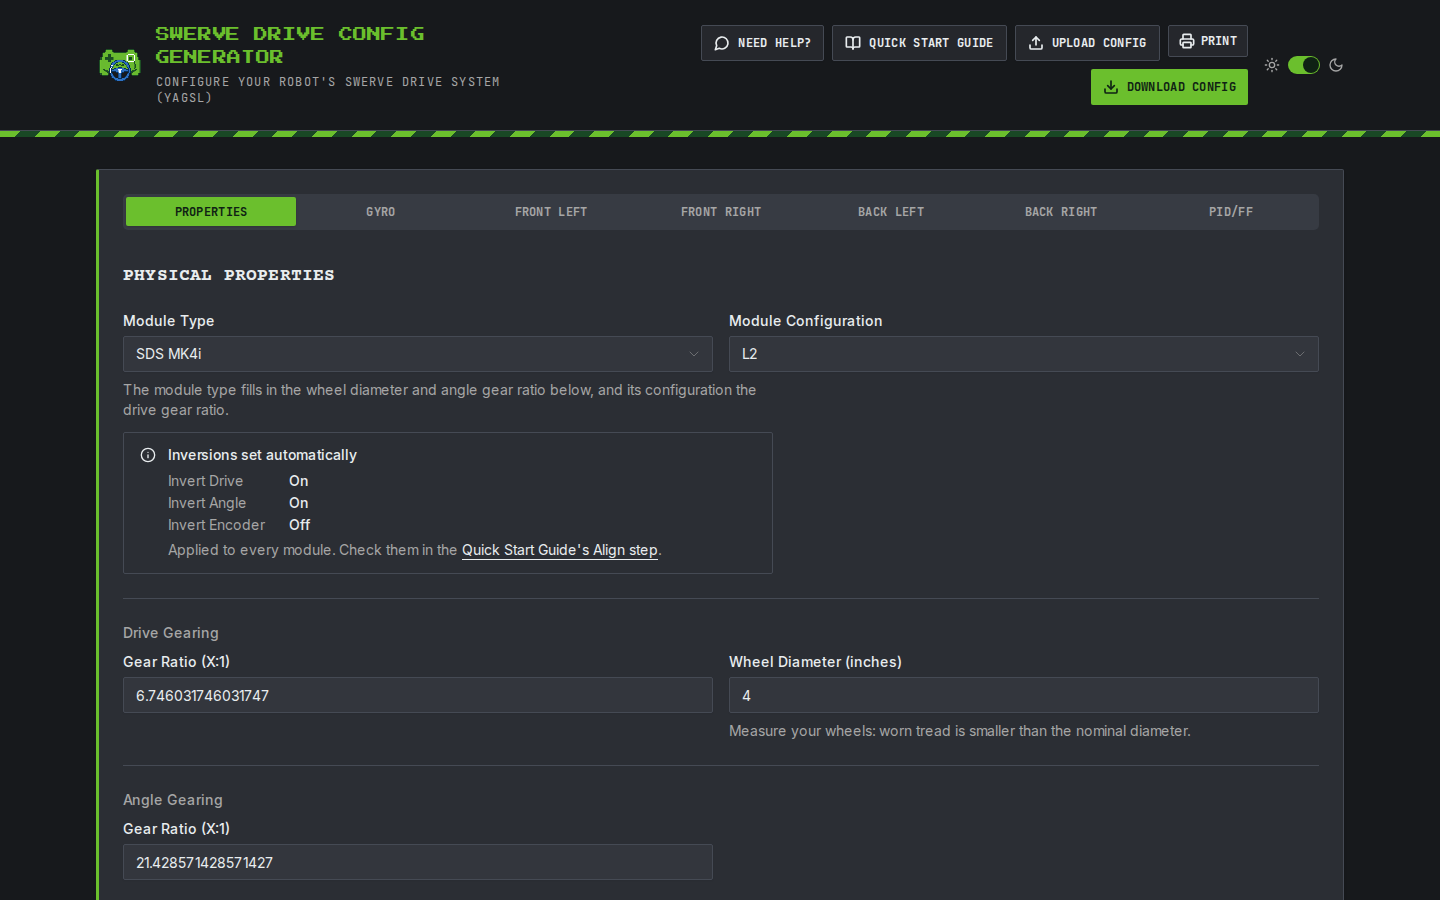 SWERVE DRIVE CONFIG
GENERATOR
CONFIGURE YOUR ROBOT'S SWERVE DRIVE SYSTEM
(YAGSL)
NEED HELP?
QUICK START GUIDE
UPLOAD CONFIG
PRINT
DOWNLOAD CONFIG
PROPERTIES
GYRO
FRONT LEFT
FRONT RIGHT
BACK LEFT
BACK RIGHT
PID/FF
PHYSICAL PROPERTIES
Module Type
Module Configuration
SDS MK4i
L2
The module type fills in the wheel diameter and angle gear ratio below, and its configuration the
drive gear ratio.
Inversions set automatically
Invert Drive On
Invert Angle On
Invert Encoder Off
Applied to every module. Check them in the Quick Start Guide's Align step.
Drive Gearing
Gear Ratio (X:1)
Wheel Diameter (inches)
6.746031746031747
4
Measure your wheels: worn tread is smaller than the nominal diameter.
Angle Gearing
Gear Ratio (X:1)
21.428571428571427